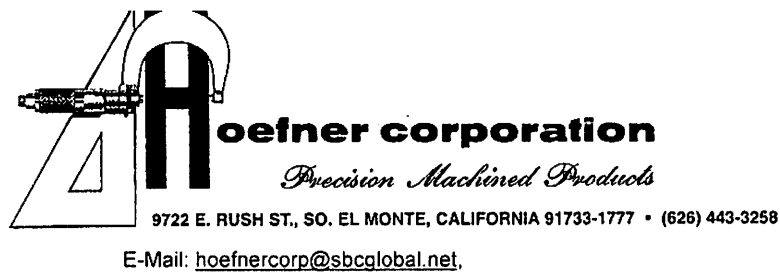 Hoefner corporation
Precision Machined Products
9722 E. RUSH ST., SO. EL MONTE, CALIFORNIA 91733-1777 • (626) 443-3258
E-Mail: hoefnercorp@sbcglobal.net,